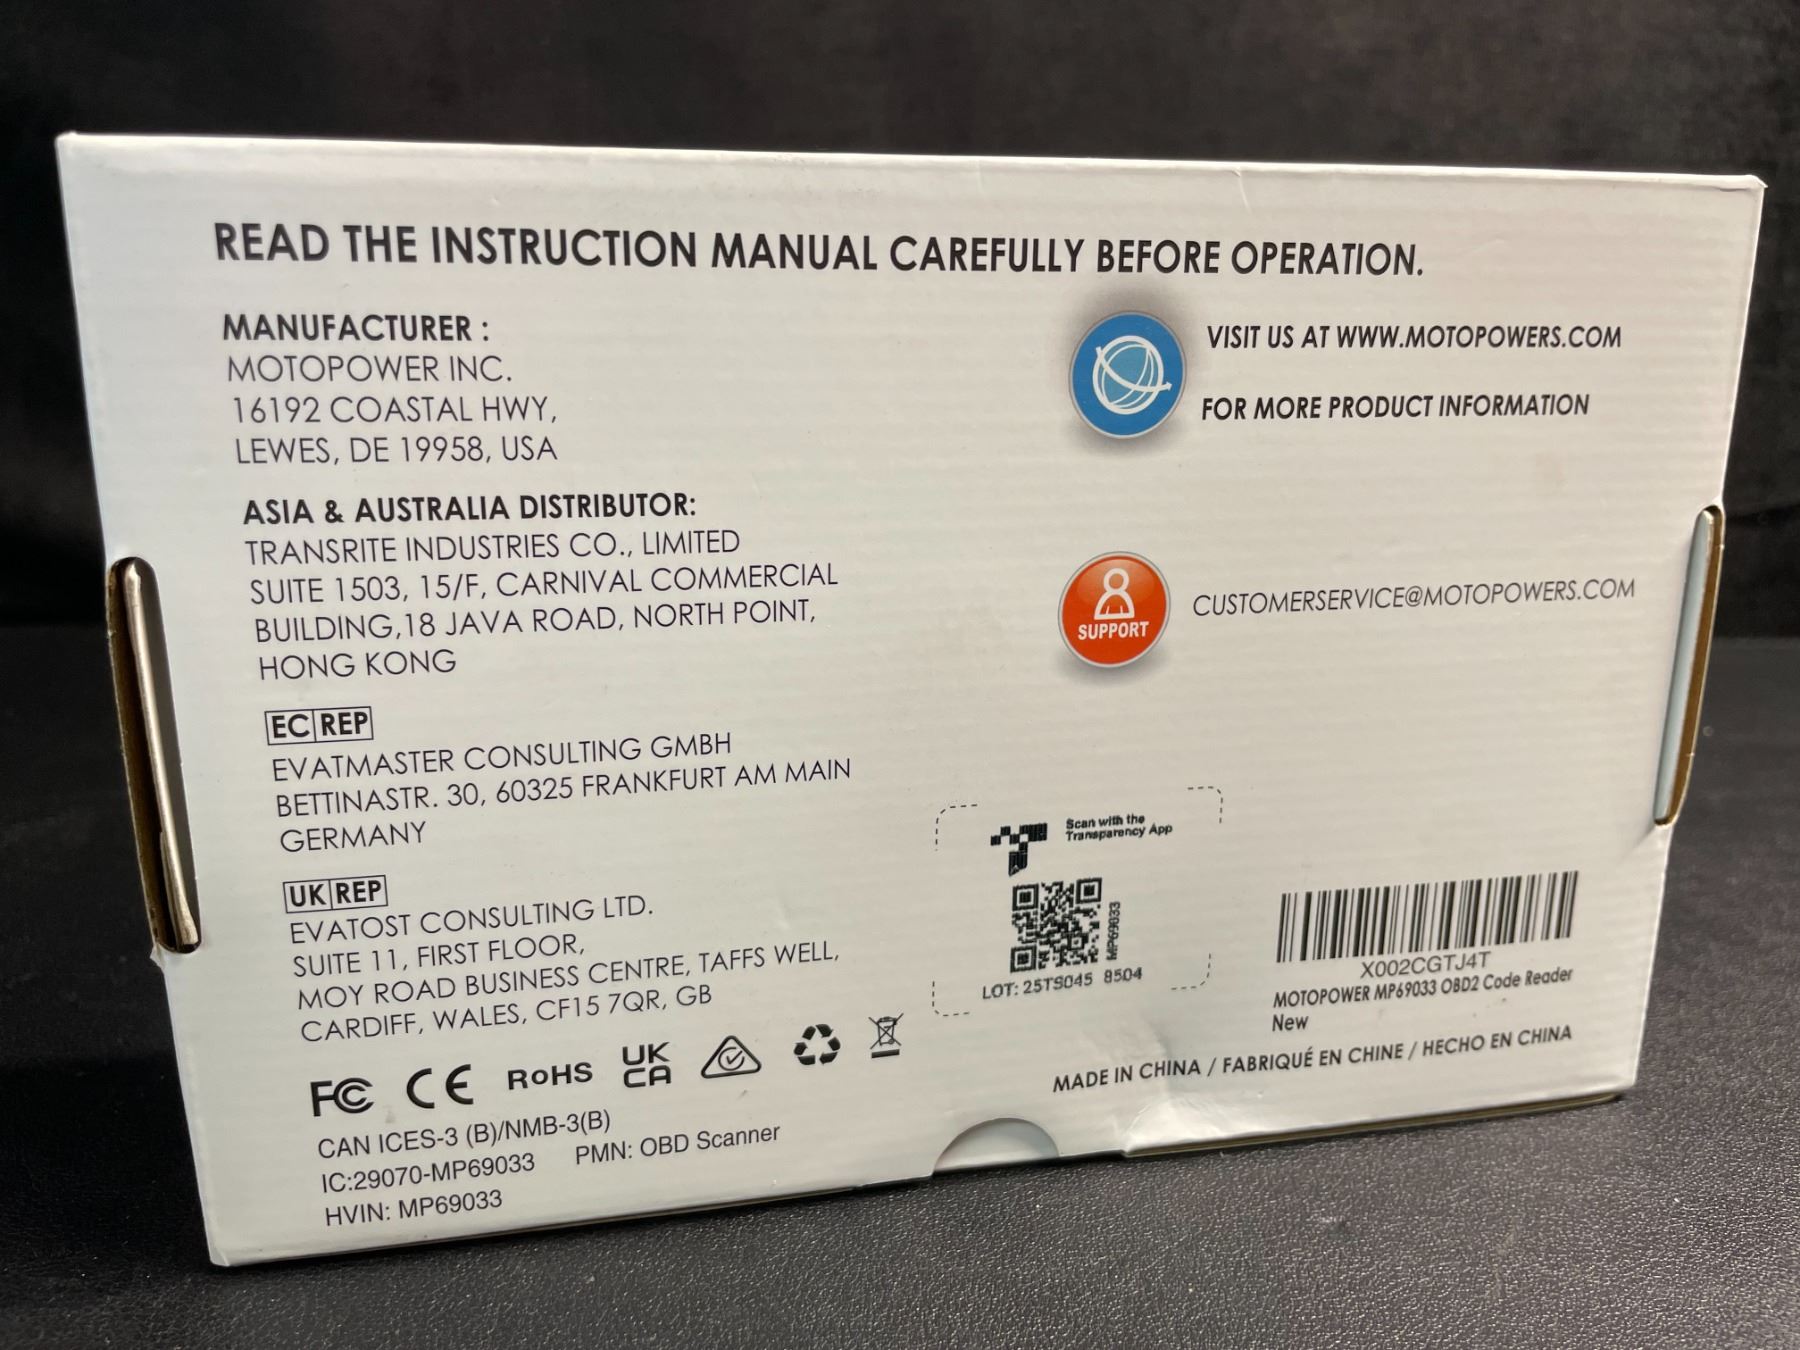 READ THE INSTRUCTION MANUAL CAREFULLY BEFORE OPERATION.
MANUFACTURER :
MOTOPOWER INC.
16192 COASTAL HWY,
LEWES, DE 19958, USA
ASIA & AUSTRALIA DISTRIBUTOR:
TRANSRITE INDUSTRIES CO., LIMITED
SUITE 1503, 15/F, CARNIVAL COMMERCIAL
BUILDING,18 JAVA ROAD, NORTH POINT,
HONG KONG
EC REP
EVATMASTER CONSULTING GMBH
BETTINASTR. 30, 60325 FRANKFURT AM MAIN
GERMANY
UK REP
EVATOST CONSULTING LTD.
SUITE 11, FIRST FLOOR,
MOY ROAD BUSINESS CENTRE, TAFFS WELL,
CARDIFF, WALES, CF15 7QR, GB
FC CE RoHS UK
CA
CAN ICES-3 (B)/NMB-3(B)
IC:29070-MP69033 PMN: OBD Scanner
HVIN: MP69033
VISIT US AT WWW.MOTOPOWERS.COM
FOR MORE PRODUCT INFORMATION
SUPPORT
CUSTOMERSERVICE@MOTOPOWERS.COM
Scan with the
Transparency App
MP69033
LOT: 25TS045 8504
X002CGTJ4T
MOTOPOWER MP69033 OBD2 Code Reader
New
MADE IN CHINA / FABRIQUÉ EN CHINE / HECHO EN CHINA